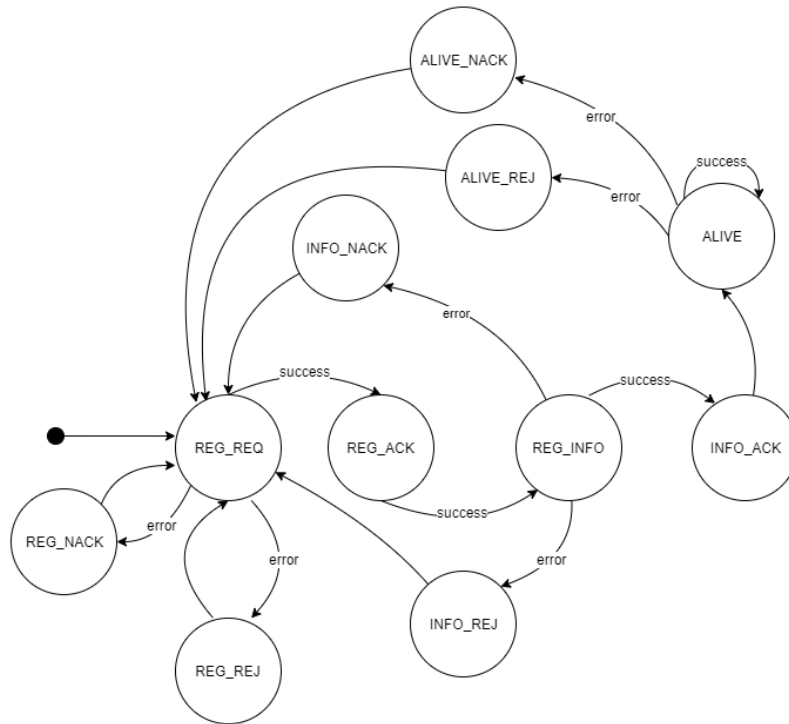 ALIVE_NACK
error
success
ALIVE_REJ
error
ALIVE
INFO_NACK
error
success
success
REG_REQ
REG_ACK
REG_INFO
INFO_ACK
success
error
REG_NACK
error
error
INFO_REJ
REG_REJ